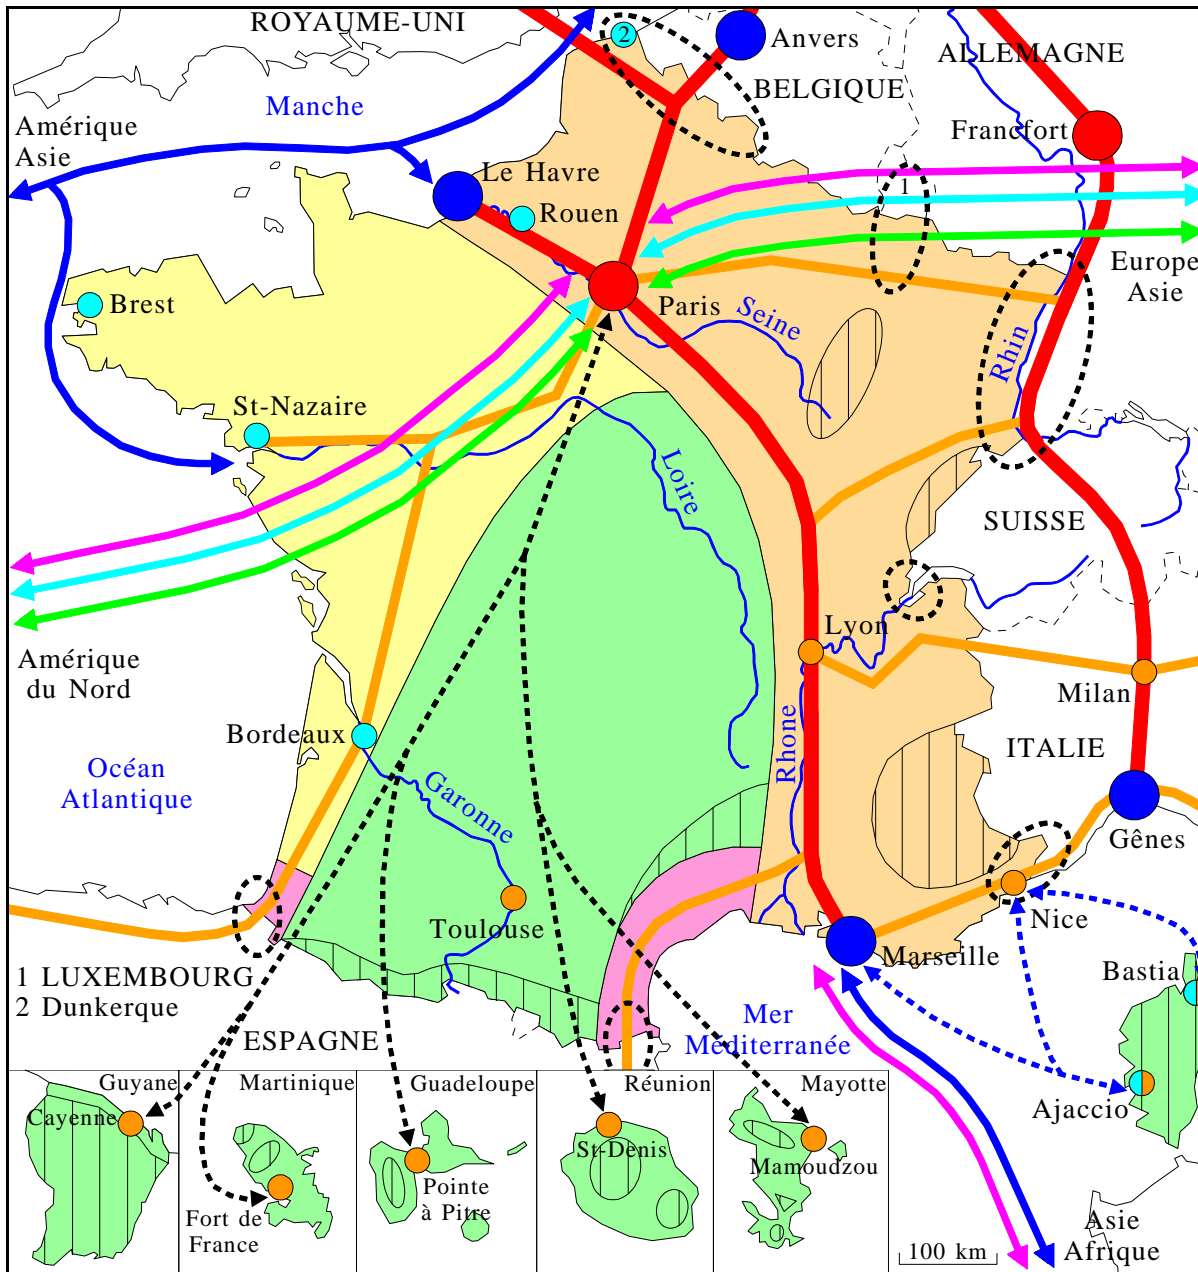 ROYAUME-UNI
2
Anvers
ALLEMAGNE
BELGIQUE
Manche
Amérique
Asie
Francfort
Le Havre
1
Rouen
Europe
Asie
Brest
Paris
Seine
Rhin
St-Nazaire
Loire
SUISSE
Lyon
Amérique
du Nord
Milan
Bordeaux
Rhone
ITALIE
Océan
Atlantique
Garonne
Gênes
Toulouse
Nice
Marseille
1 LUXEMBOURG
2 Dunkerque
Bastia
Mer
Méditerranée
ESPAGNE
Guyane
Martinique
Guadeloupe
Réunion
Mayotte
Cayenne
Ajaccio
St-Denis
Mamoudzou
Pointe
à Pitre
Fort de
France
Asie
Afrique
100 km